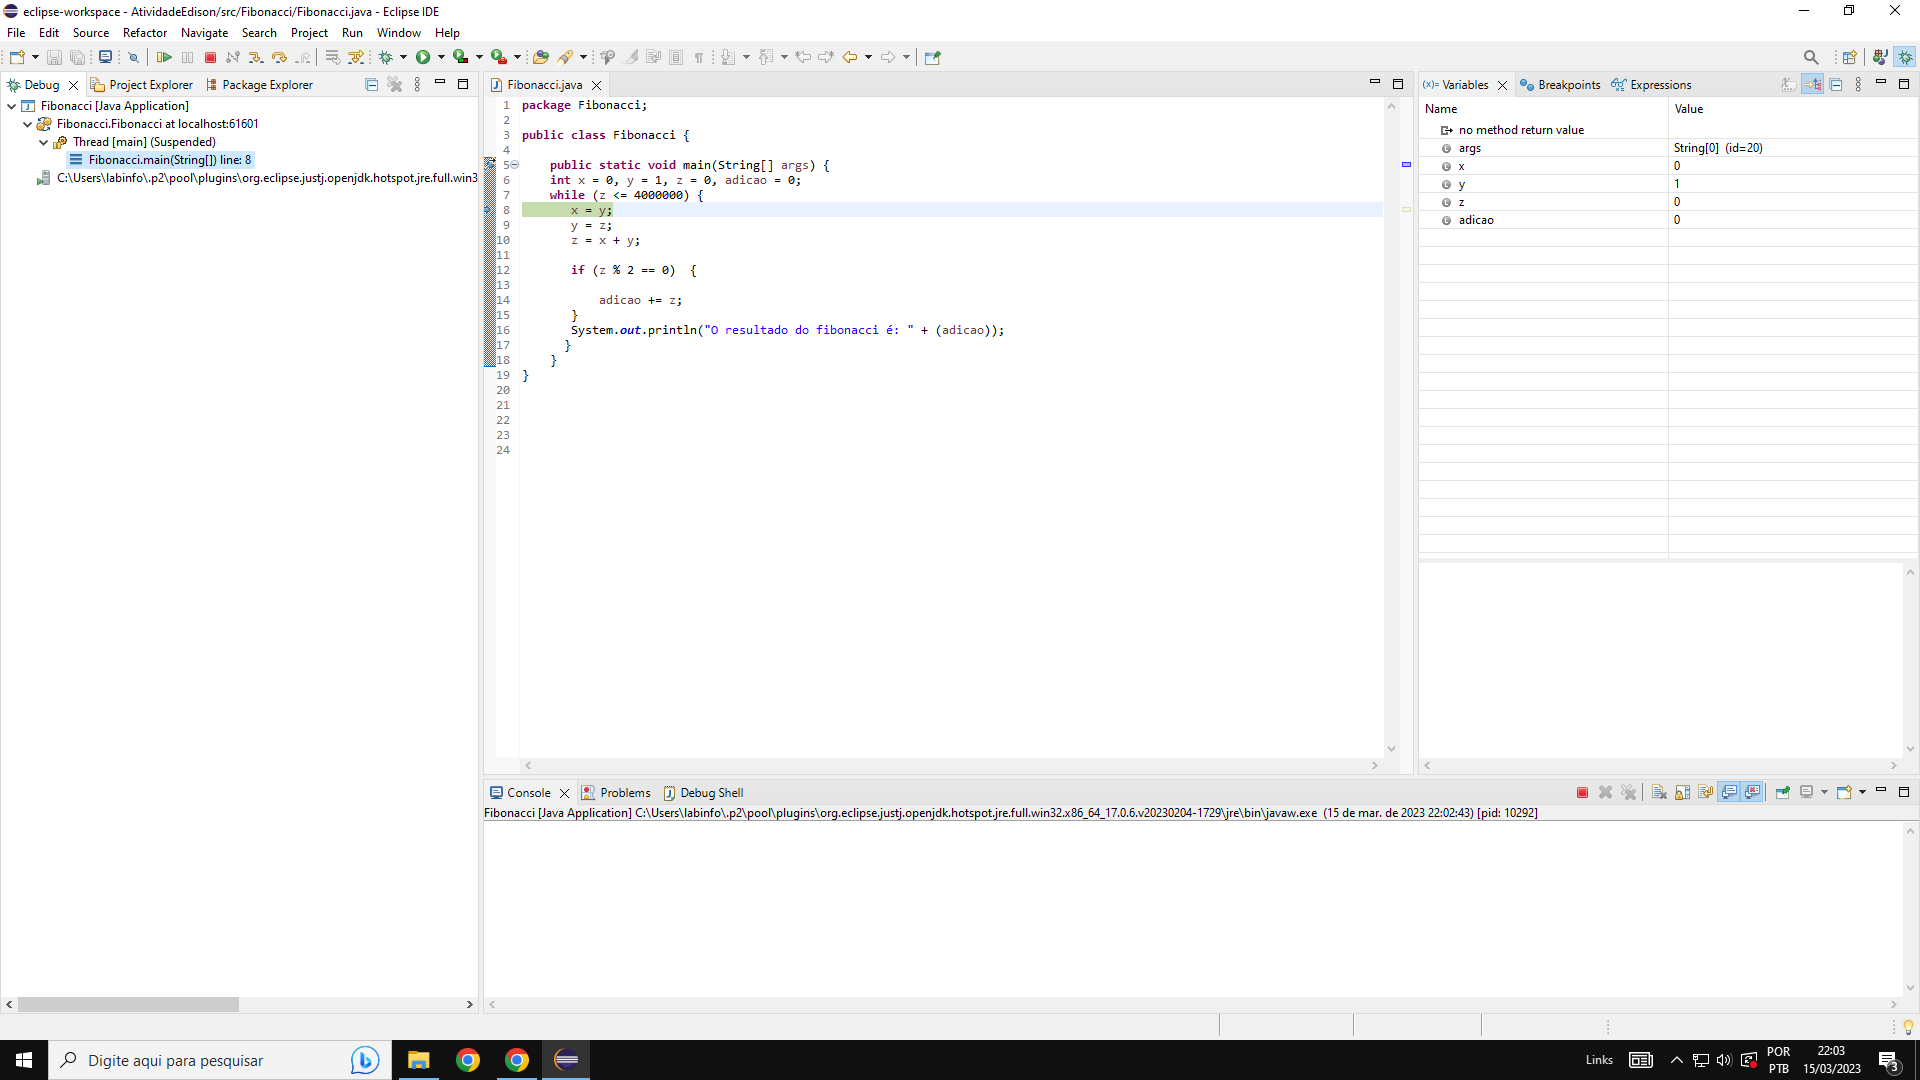 eclipse-workspace - AtividadeEdison/src/Fibonacci/Fibonacci.java - Eclipse IDE
File Edit Source Refactor Navigate Search Project Run Window Help
Debug Project Explorer Package Explorer
Fibonacci [Java Application]
Fibonacci.Fibonacci at localhost:61601
Thread [main] (Suspended)
Fibonacci.main(String[]) line: 8
C:\Users\labinfo\.p2\pool\plugins\org.eclipse.justj.openjdk.hotspot.jre.full.win3
Fibonacci.java
1 package Fibonacci;
2
3 public class Fibonacci {
4
5 public static void main(String[] args) {
6 int x = 0, y = 1, z = 0, adicao = 0;
7 while (z <= 4000000) {
8 x = y;
9 y = z;
10 z = x + y;
11
12 if (z % 2 == 0)  {
13
14 adicao += z;
15 }
16 System.out.println("O resultado do fibonacci é: " + (adicao));
17 }
18 }
19 }
20
21
22
23
24
(x)= Variables Breakpoints Expressions
Name Value
no method return value
args String[0] (id=20)
x 0
y 1
z 0
adicao 0
Console Problems Debug Shell
Fibonacci [Java Application] C:\Users\labinfo\.p2\pool\plugins\org.eclipse.justj.openjdk.hotspot.jre.full.win32.x86_64_17.0.6.v20230204-1729\jre\bin\javaw.exe (15 de mar. de 2023 22:02:43) [pid: 10292]
Digite aqui para pesquisar
Links
POR
PTB
22:03
15/03/2023
3